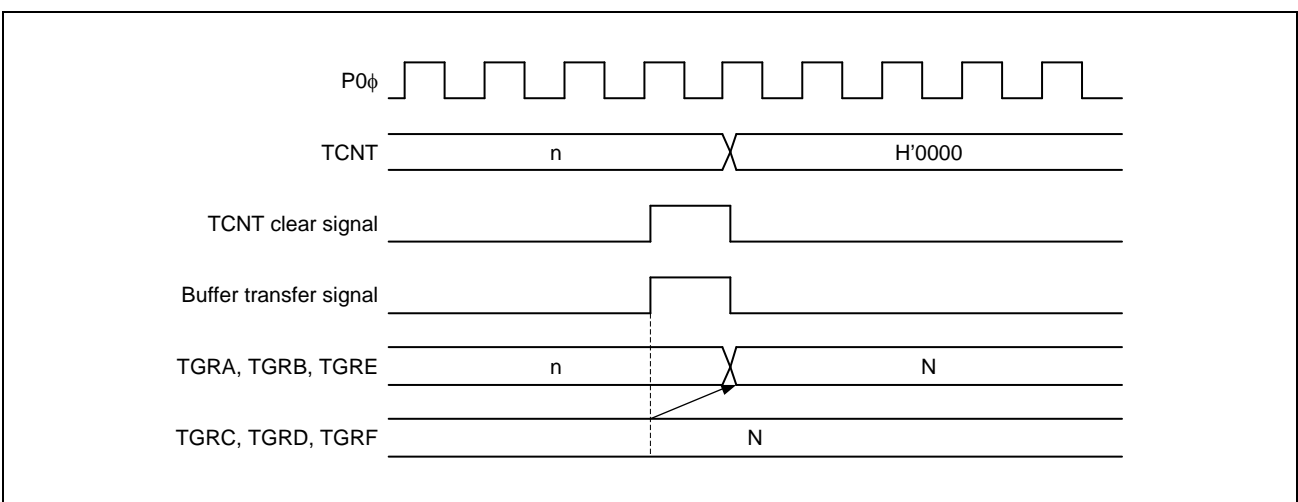 P0ϕ
TCNT n H'0000
TCNT clear signal
Buffer transfer signal
TGRA, TGRB, TGRE n N
TGRC, TGRD, TGRF N